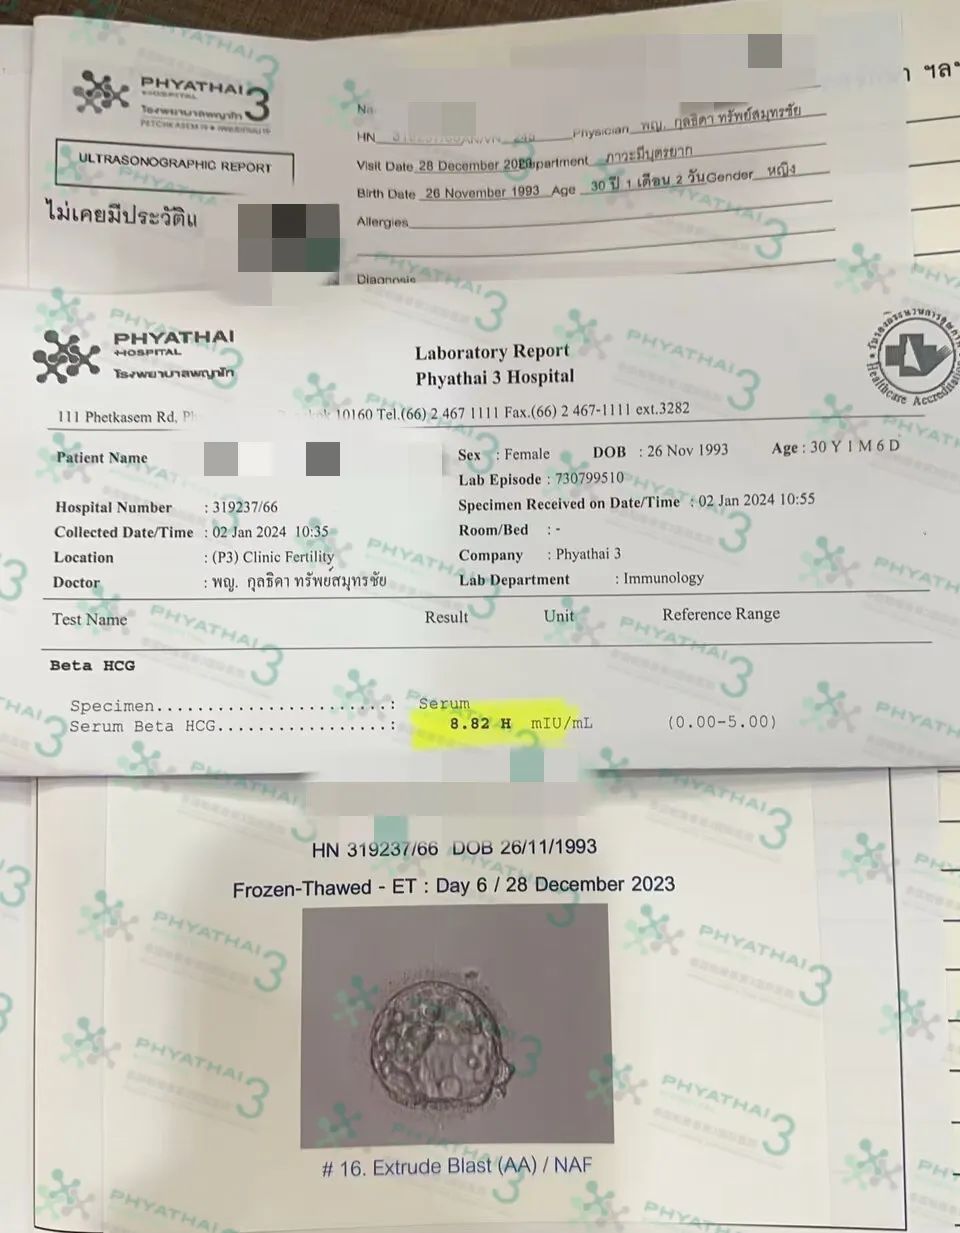 PHYATHAI 3
HOSPITAL
โรงพยาบาลพญาไท
ULTRASONOGRAPHIC REPORT
ไม่เคยมีประวัติแ
Na
HN Physician พญ. กุลธิดา ทรัพย์สมุทรชัย
Visit Date 28 December 2023 partment ภาวะมีบุตรยาก
Birth Date 26 November 1993 Age 30 ปี 1 เดือน 2 วัน Gender หญิง
Allergies
Diagnosis
PHYATHAI
HOSPITAL
โรงพยาบาลพญาไท
Laboratory Report
Phyathai 3 Hospital
111 Phetkasem Rd, Ph 10160 Tel.(66) 2 467 1111 Fax.(66) 2 467-1111 ext.3282
Healthcare Accreditation
Patient Name
Sex : Female DOB : 26 Nov 1993 Age : 30 Y 1 M 6 D
Lab Episode : 730799510
Hospital Number : 319237/66
Specimen Received on Date/Time : 02 Jan 2024 10:55
Collected Date/Time : 02 Jan 2024 10:35
Room/Bed : -
Location : (P3) Clinic Fertility
Company : Phyathai 3
Doctor : พญ. กุลธิดา ทรัพย์สมุทรชัย
Lab Department : Immunology
Test Name Result Unit Reference Range
Beta HCG
Specimen.......................: Serum
Serum Beta HCG.................: 8.82 H mIU/mL (0.00-5.00)
HN 319237/66 DOB 26/11/1993
Frozen-Thawed - ET : Day 6 / 28 December 2023
# 16. Extrude Blast (AA) / NAF